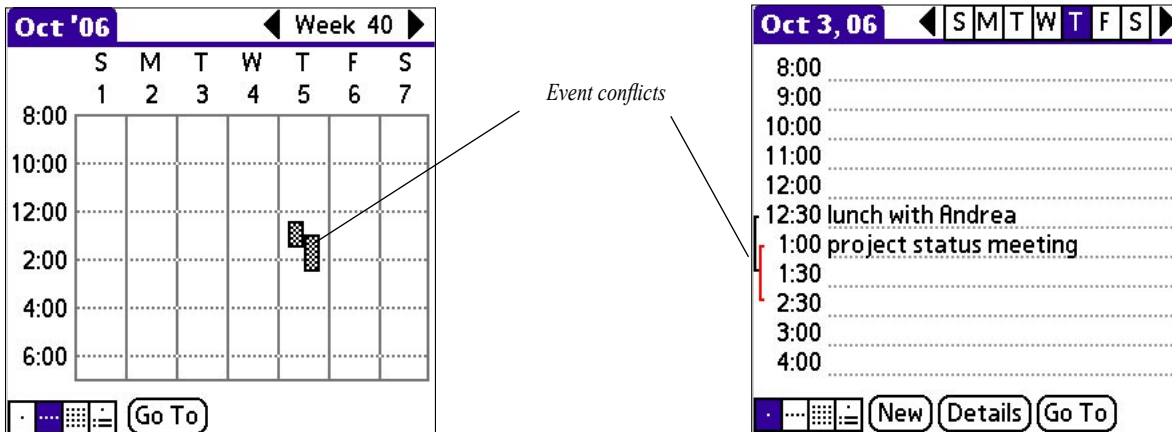 Oct '06
Week 40
S M T W T F S
1 2 3 4 5 6 7
8:00
10:00
12:00
2:00
4:00
6:00
Go To
Event conflicts
Oct 3, 06
S M T W T F S
8:00
9:00
10:00
11:00
12:00
12:30 lunch with Andrea
1:00 project status meeting
1:30
2:30
3:00
4:00
New Details Go To